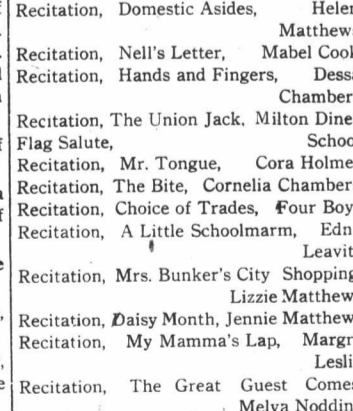 Recitation, Domestic Asides, Helen
Matthew
Recitation, Nell's Letter, Mabel Cook
Recitation, Hands and Fingers, Dess
Chamber
Recitation, The Union Jack, Milton Dine
Flag Salute, Schoo
Recitation, Mr. Tongue, Cora Holme
Recitation, The Bite, Cornelia Chamber
Recitation, Choice of Trades, Four Boy
Recitation, A Little Schoolmarm, Edn
Leavit
Recitation, Mrs. Bunker's City Shopping
Lizzie Matthew
Recitation, Daisy Month, Jennie Matthew
Recitation, My Mamma's Lap, Margr
Lesli
Recitation, The Great Guest Comes
Melva Noddin